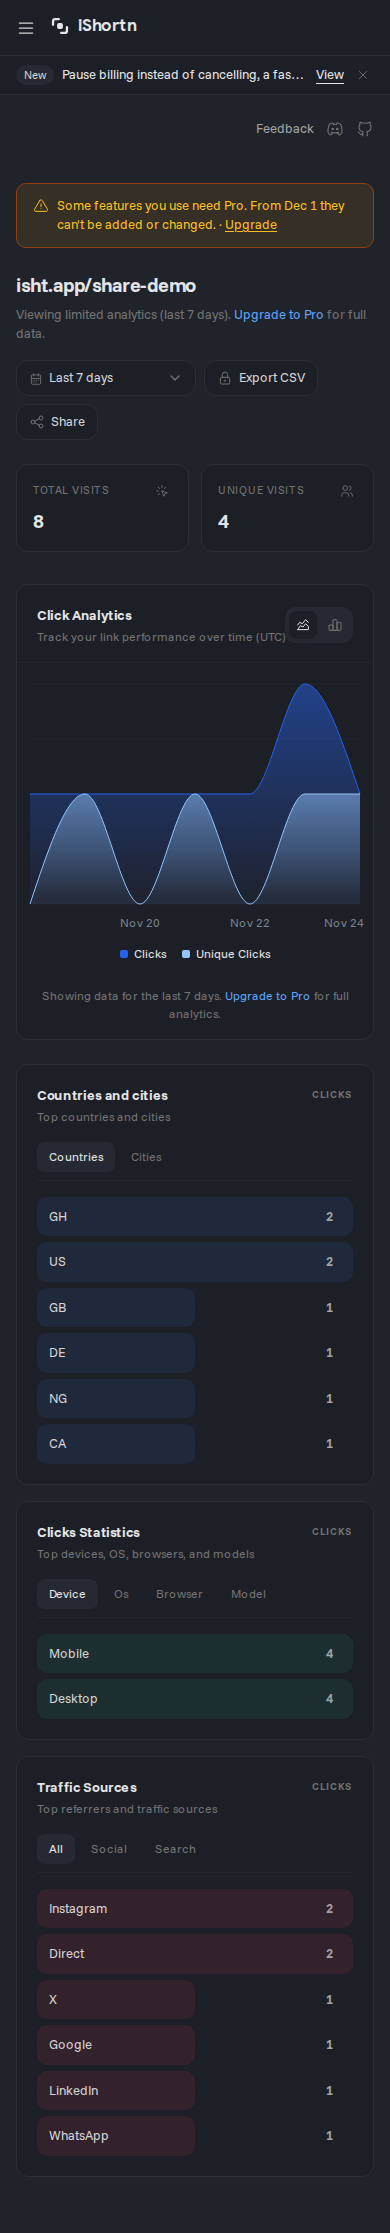 IShortn
New Pause billing instead of cancelling, a fas... View
Feedback
Some features you use need Pro. From Dec 1 they
can't be added or changed. · Upgrade
isht.app/share-demo
Viewing limited analytics (last 7 days). Upgrade to Pro for full
data.
Last 7 days Export CSV
Share
TOTAL VISITS UNIQUE VISITS
8 4
Click Analytics
Track your link performance over time (UTC)
Nov 20 Nov 22 Nov 24
Clicks Unique Clicks
Showing data for the last 7 days. Upgrade to Pro for full
analytics.
Countries and cities CLICKS
Top countries and cities
Countries Cities
GH 2
US 2
GB 1
DE 1
NG 1
CA 1
Clicks Statistics CLICKS
Top devices, OS, browsers, and models
Device Os Browser Model
Mobile 4
Desktop 4
Traffic Sources CLICKS
Top referrers and traffic sources
All Social Search
Instagram 2
Direct 2
X 1
Google 1
LinkedIn 1
WhatsApp 1